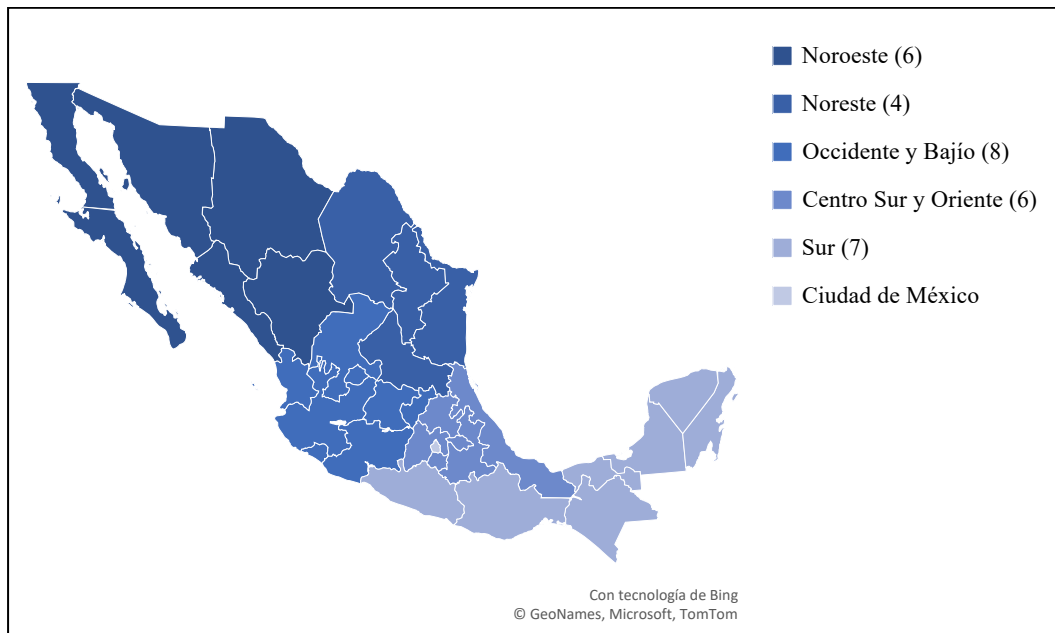 Noroeste (6)
Noreste (4)
Occidente y Bajío (8)
Centro Sur y Oriente (6)
Sur (7)
Ciudad de México
Con tecnología de Bing
© GeoNames, Microsoft, TomTom